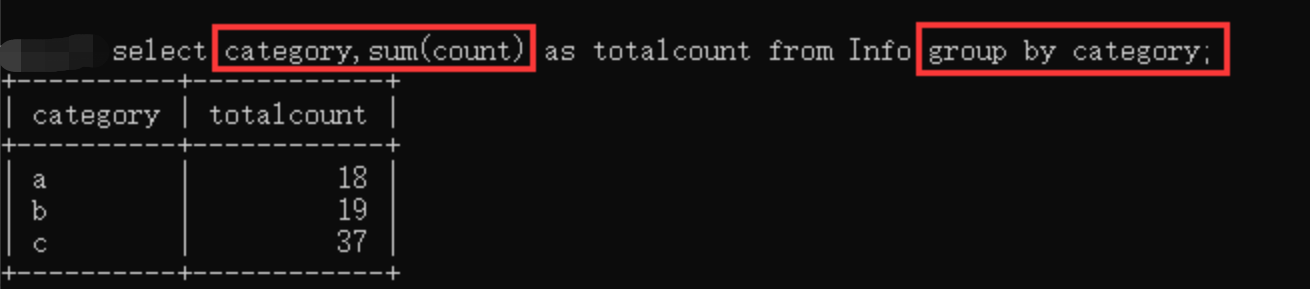 select category,sum(count) as totalcount from Info group by category;
+----------+------------+
| category | totalcount |
+----------+------------+
| a        |         18 |
| b        |         19 |
| c        |         37 |
+----------+------------+